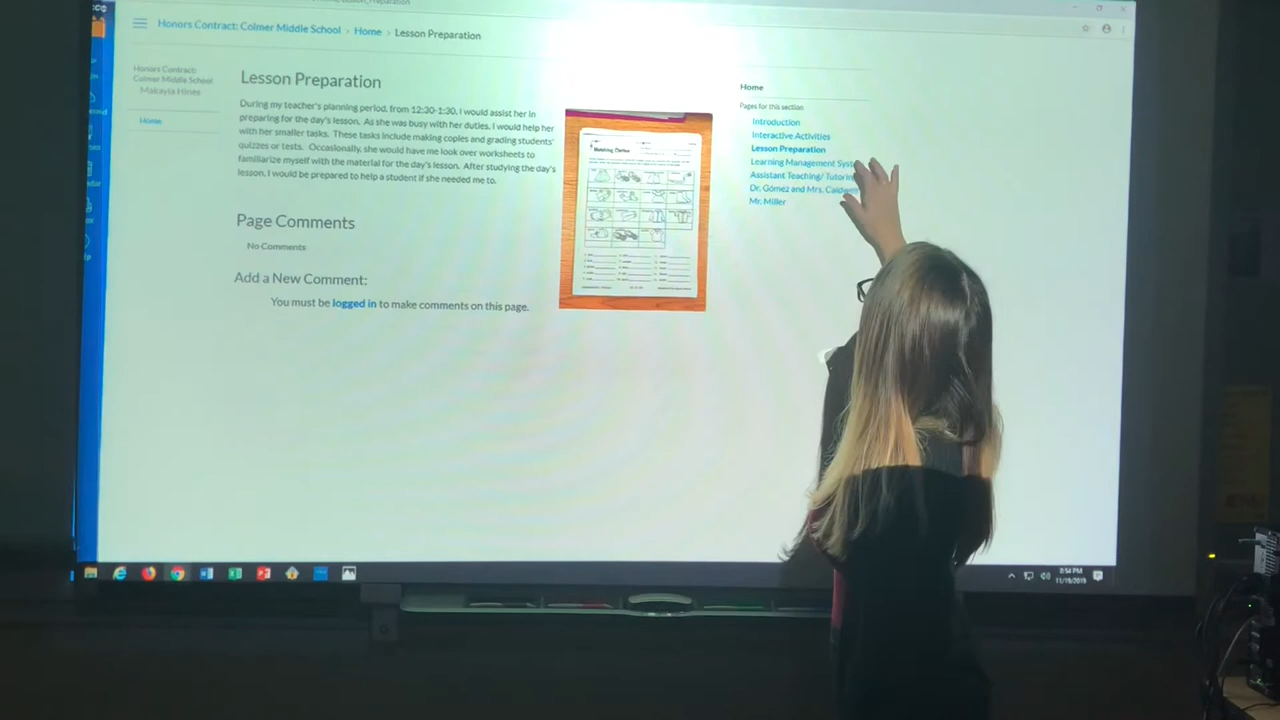 Honors Contract: Colmer Middle School > Home > Lesson Preparation
Honors Contract:
Colmer Middle School
Makayla Hines
Home
Lesson Preparation
During my teacher's planning period, from 12:30-1:30, I would assist her in
preparing for the day's lesson. As she was busy with her duties, I would help her
with her smaller tasks. These tasks include making copies and grading students'
quizzes or tests. Occasionally, she would have me look over worksheets to
familiarize myself with the material for the day's lesson. After studying the day's
lesson, I would be prepared to help a student if she needed me to.
Page Comments
No Comments
Add a New Comment:
You must be logged in to make comments on this page.
Home
Pages for this section
Introduction
Interactive Activities
Lesson Preparation
Learning Management
Assistant Teaching/
Dr. Gómez and Mrs.
Mr. Miller
8:54 PM
11/19/2019